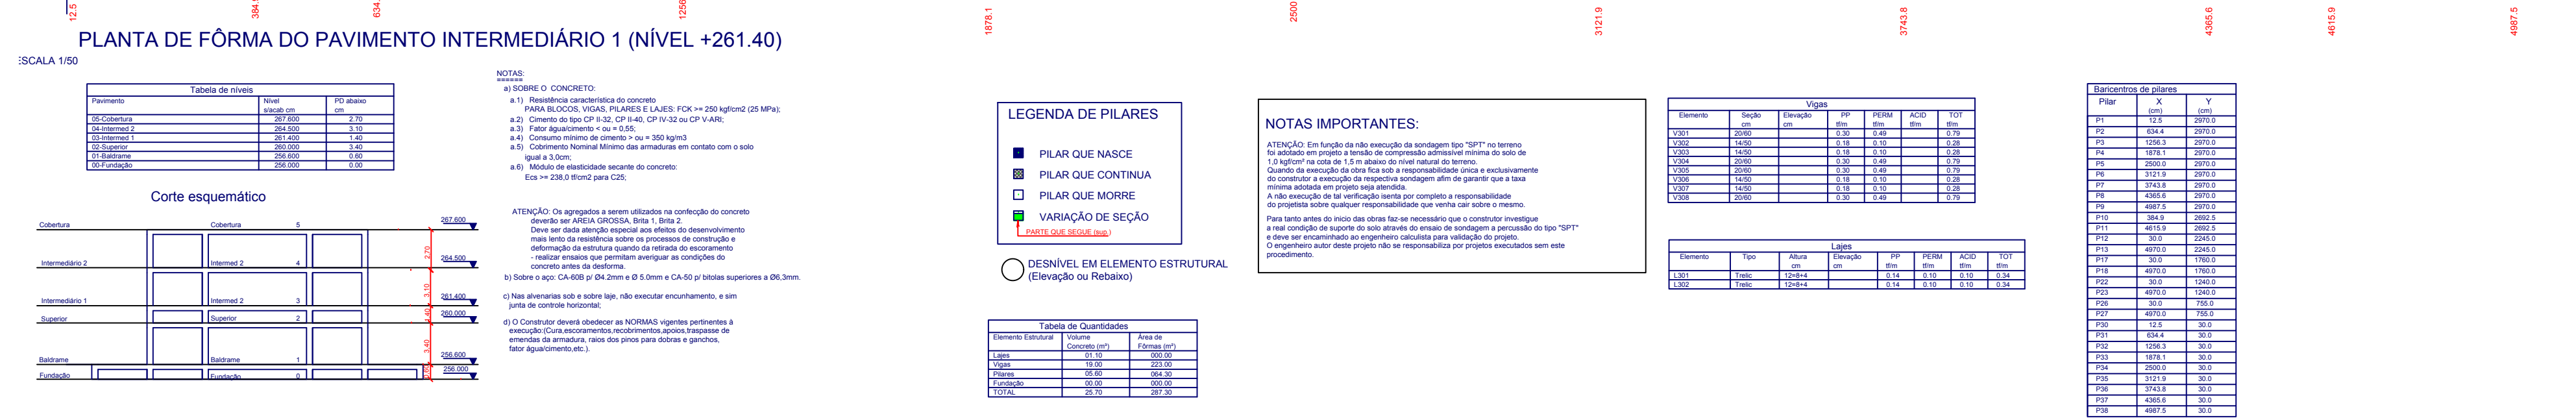 12.5
634.
1256
1878.1
2500
3121.9
3743.8
4365.6
4615.9
4987.5
PLANTA DE FÔRMA DO PAVIMENTO INTERMEDIÁRIO 1 (NÍVEL +261.40)
ESCALA 1/50
Tabela de níveis
Pavimento Nível PD abaixo
s/acab cm cm
05-Cobertura 267.600 2.70
04-Intermed 2 264.500 3.10
03-Intermed 1 261.400 1.40
02-Superior 260.000 3.40
01-Baldrame 256.600 0.60
00-Fundação 256.000 0.00
Corte esquemático
Cobertura Cobertura 5 267.600
2.70
Intermediário 2 Intermed 2 4 264.500
3.10
Intermediário 1 Intermed 2 3 261.400
1.40
Superior Superior 2 260.000
3.40
Baldrame Baldrame 1 256.600
0.60
Fundação Fundação 0 256.000
NOTAS:
======
a) SOBRE O CONCRETO:
a.1) Resistência característica do concreto
PARA BLOCOS, VIGAS, PILARES E LAJES: FCK >= 250 kgf/cm2 (25 MPa);
a.2) Cimento do tipo CP II-32, CP II-40, CP IV-32 ou CP V-ARI;
a.3) Fator água/cimento < ou = 0,55;
a.4) Consumo mínimo de cimento > ou = 350 kg/m3
a.5) Cobrimento Nominal Mínimo das armaduras em contato com o solo
igual a 3,0cm;
a.6) Módulo de elasticidade secante do concreto:
Ecs >= 238,0 tf/cm2 para C25;
ATENÇÃO: Os agregados a serem utilizados na confecção do concreto
deverão ser AREIA GROSSA, Brita 1, Brita 2.
Deve ser dada atenção especial aos efeitos do desenvolvimento
mais lento da resistência sobre os processos de construção e
deformação da estrutura quando da retirada do escoramento
- realizar ensaios que permitam averiguar as condições do
concreto antes da desforma.
b) Sobre o aço: CA-60B p/ Ø4.2mm e Ø 5.0mm e CA-50 p/ bitolas superiores a Ø6,3mm.
c) Nas alvenarias sob e sobre laje, não executar encunhamento, e sim
junta de controle horizontal;
d) O Construtor deverá obedecer as NORMAS vigentes pertinentes à
execução:(Cura,escoramentos,recobrimentos,apoios,traspasse de
emendas da armadura, raios dos pinos para dobras e ganchos,
fator água/cimento,etc.).
LEGENDA DE PILARES
PILAR QUE NASCE
PILAR QUE CONTINUA
PILAR QUE MORRE
VARIAÇÃO DE SEÇÃO
PARTE QUE SEGUE (sup.)
DESNÍVEL EM ELEMENTO ESTRUTURAL
(Elevação ou Rebaixo)
Tabela de Quantidades
Elemento Estrutural Volume Área de
Concreto (m³) Fôrmas (m²)
Lajes 01.10 000.00
Vigas 19.00 223.00
Pilares 05.60 064.30
Fundação 00.00 000.00
TOTAL 25.70 287.30
NOTAS IMPORTANTES:
ATENÇÃO: Em função da não execução da sondagem tipo "SPT" no terreno
foi adotado em projeto a tensão de compressão admissível mínima do solo de
1,0 kgf/cm² na cota de 1,5 m abaixo do nível natural do terreno.
Quando da execução da obra fica sob a responsabilidade única e exclusivamente
do construtor a execução da respectiva sondagem afim de garantir que a taxa
mínima adotada em projeto seja atendida.
A não execução de tal verificação isenta por completo a responsabilidade
do projetista sobre qualquer responsabilidade que venha cair sobre o mesmo.
Para tanto antes do inicio das obras faz-se necessário que o construtor investigue
a real condição de suporte do solo através do ensaio de sondagem a percussão do tipo "SPT"
e deve ser encaminhado ao engenheiro calculista para validação do projeto.
O engenheiro autor deste projeto não se responsabiliza por projetos executados sem este
procedimento.
Vigas
Elemento Seção Elevação PP PERM ACID TOT
cm cm tf/m tf/m tf/m tf/m
V301 20/60 0.30 0.49 0.79
V302 14/50 0.18 0.10 0.28
V303 14/50 0.18 0.10 0.28
V304 20/60 0.30 0.49 0.79
V305 20/60 0.30 0.49 0.79
V306 14/50 0.18 0.10 0.28
V307 14/50 0.18 0.10 0.28
V308 20/60 0.30 0.49 0.79
Lajes
Elemento Tipo Altura Elevação PP PERM ACID TOT
cm cm tf/m tf/m tf/m tf/m
L301 Trelic 12=8+4 0.14 0.10 0.10 0.34
L302 Trelic 12=8+4 0.14 0.10 0.10 0.34
Baricentros de pilares
Pilar X Y
(cm) (cm)
P1 12.5 2970.0
P2 634.4 2970.0
P3 1256.3 2970.0
P4 1878.1 2970.0
P5 2500.0 2970.0
P6 3121.9 2970.0
P7 3743.8 2970.0
P8 4365.6 2970.0
P9 4987.5 2970.0
P10 384.9 2692.5
P11 4615.9 2692.5
P12 30.0 2245.0
P13 4970.0 2245.0
P17 30.0 1760.0
P18 4970.0 1760.0
P22 30.0 1240.0
P23 4970.0 1240.0
P26 30.0 755.0
P27 4970.0 755.0
P30 12.5 30.0
P31 634.4 30.0
P32 1256.3 30.0
P33 1878.1 30.0
P34 2500.0 30.0
P35 3121.9 30.0
P36 3743.8 30.0
P37 4365.6 30.0
P38 4987.5 30.0